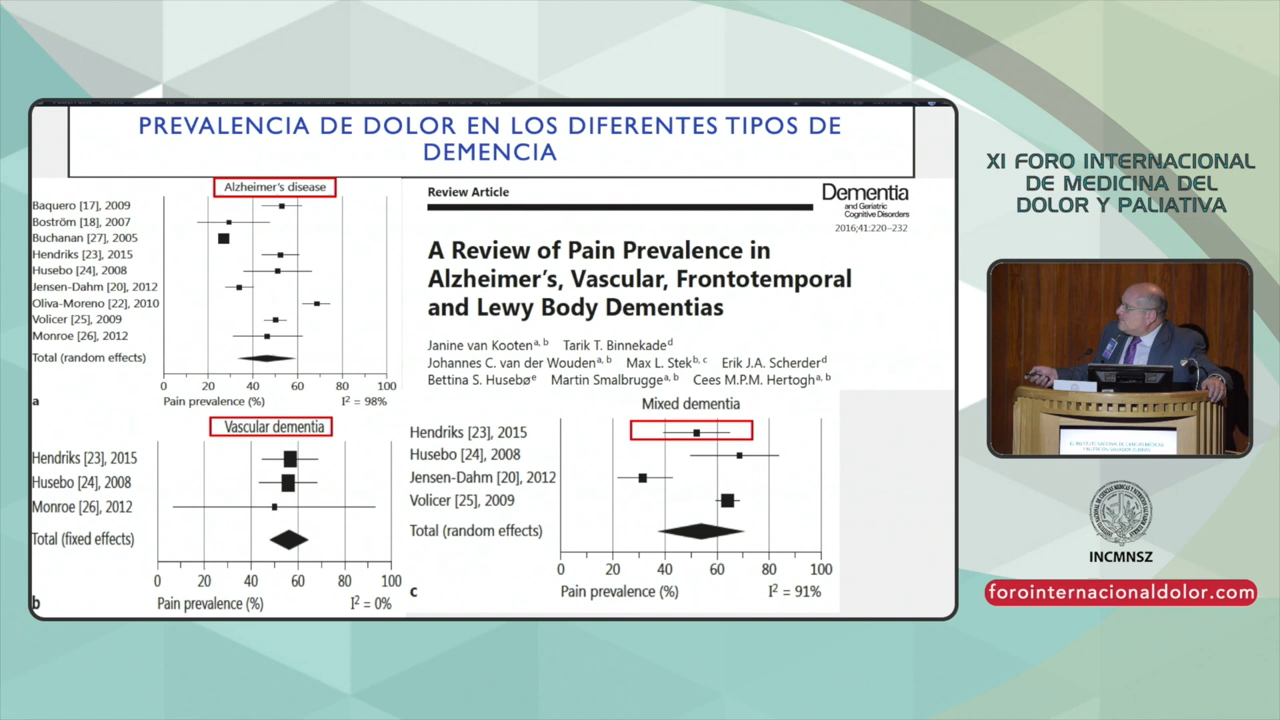 PREVALENCIA DE DOLOR EN LOS DIFERENTES TIPOS DE
DEMENCIA
Alzheimer's disease
Baquero [17], 2009
Boström [18], 2007
Buchanan [27], 2005
Hendriks [23], 2015
Husebo [24], 2008
Jensen-Dahm [20], 2012
Oliva-Moreno [22], 2010
Volicer [25], 2009
Monroe [26], 2012
Total (random effects)
0 20 40 60 80 100
a Pain prevalence (%) I² = 98%
Review Article
Dementia
and Geriatric
Cognitive Disorders
2016;41:220–232
A Review of Pain Prevalence in
Alzheimer's, Vascular, Frontotemporal
and Lewy Body Dementias
Janine van Kooten a, b Tarik T. Binnekade d
Johannes C. van der Wouden a, b Max L. Stek b, c Erik J.A. Scherder d
Bettina S. Husebø e Martin Smalbrugge a, b Cees M.P.M. Hertogh a, b
Vascular dementia
Hendriks [23], 2015
Husebo [24], 2008
Monroe [26], 2012
Total (fixed effects)
0 20 40 60 80 100
b Pain prevalence (%) I² = 0%
Mixed dementia
Hendriks [23], 2015
Husebo [24], 2008
Jensen-Dahm [20], 2012
Volicer [25], 2009
Total (random effects)
0 20 40 60 80 100
c Pain prevalence (%) I² = 91%
XI FORO INTERNACIONAL
DE MEDICINA DEL
DOLOR Y PALIATIVA
INCMNSZ
forointernacionaldolor.com